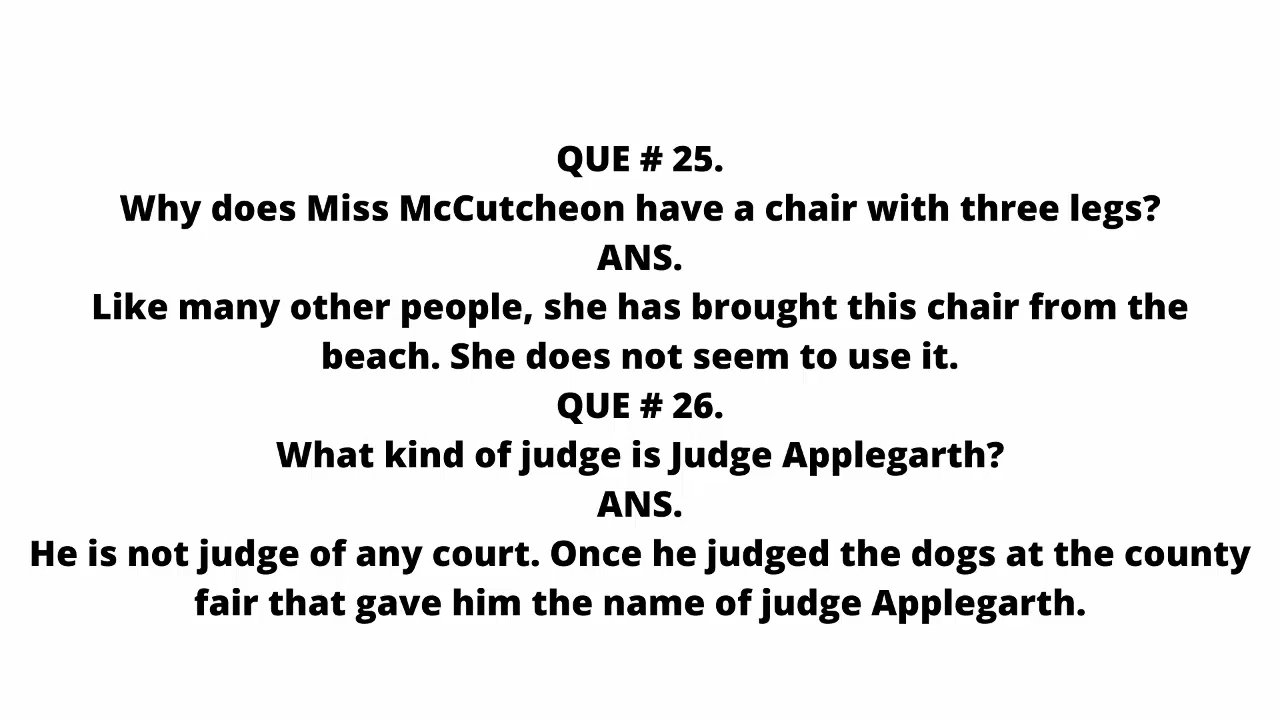 QUE # 25.
Why does Miss McCutcheon have a chair with three legs?
ANS.
Like many other people, she has brought this chair from the
beach. She does not seem to use it.
QUE # 26.
What kind of judge is Judge Applegarth?
ANS.
He is not judge of any court. Once he judged the dogs at the county
fair that gave him the name of judge Applegarth.